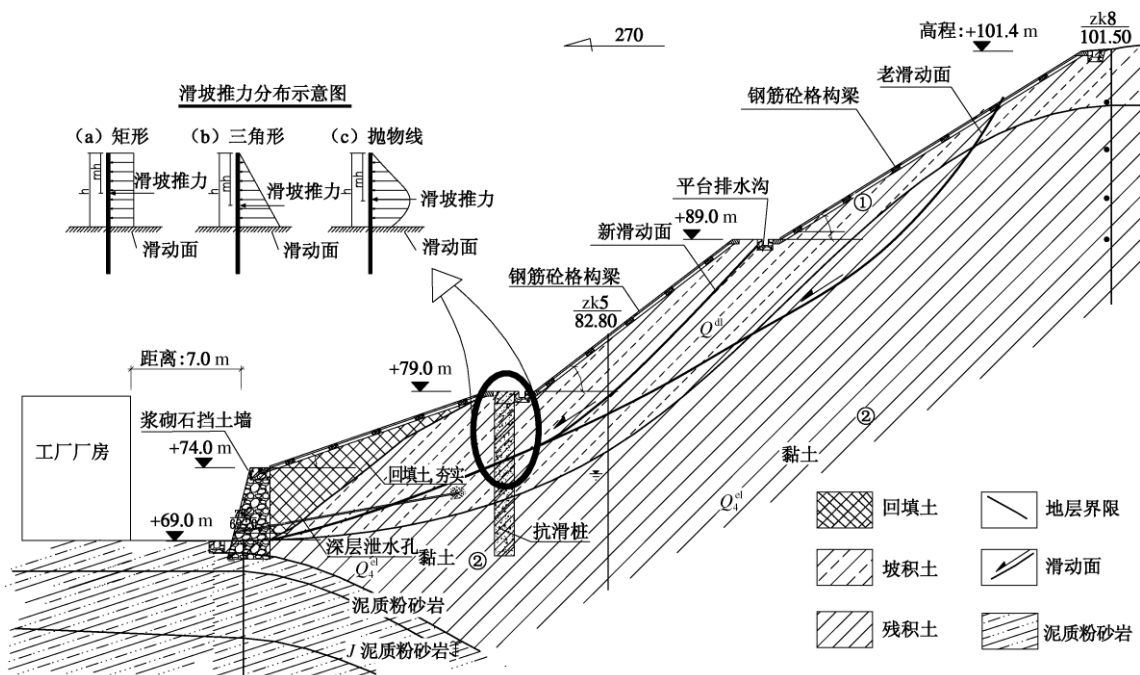 270
高程:+101.4 m
zk8
101.50
老滑动面
滑坡推力分布示意图
钢筋砼格构梁
(a)矩形
(b)三角形
(c)抛物线
h
mh
滑坡推力
h
mh
滑坡推力
h
mh
滑坡推力
滑动面
滑动面
滑动面
平台排水沟
+89.0 m
①
新滑动面
钢筋砼格构梁
zk5
82.80
Q^dl
距离:7.0 m
+79.0 m
浆砌石挡土墙
工厂厂房
+74.0 m
回填土,夯实
②
黏土
Q_4^el
+69.0 m
深层泄水孔
黏土
②
抗滑桩
Q_4^el
泥质粉砂岩
J 泥质粉砂岩
回填土
地层界限
坡积土
滑动面
残积土
泥质粉砂岩